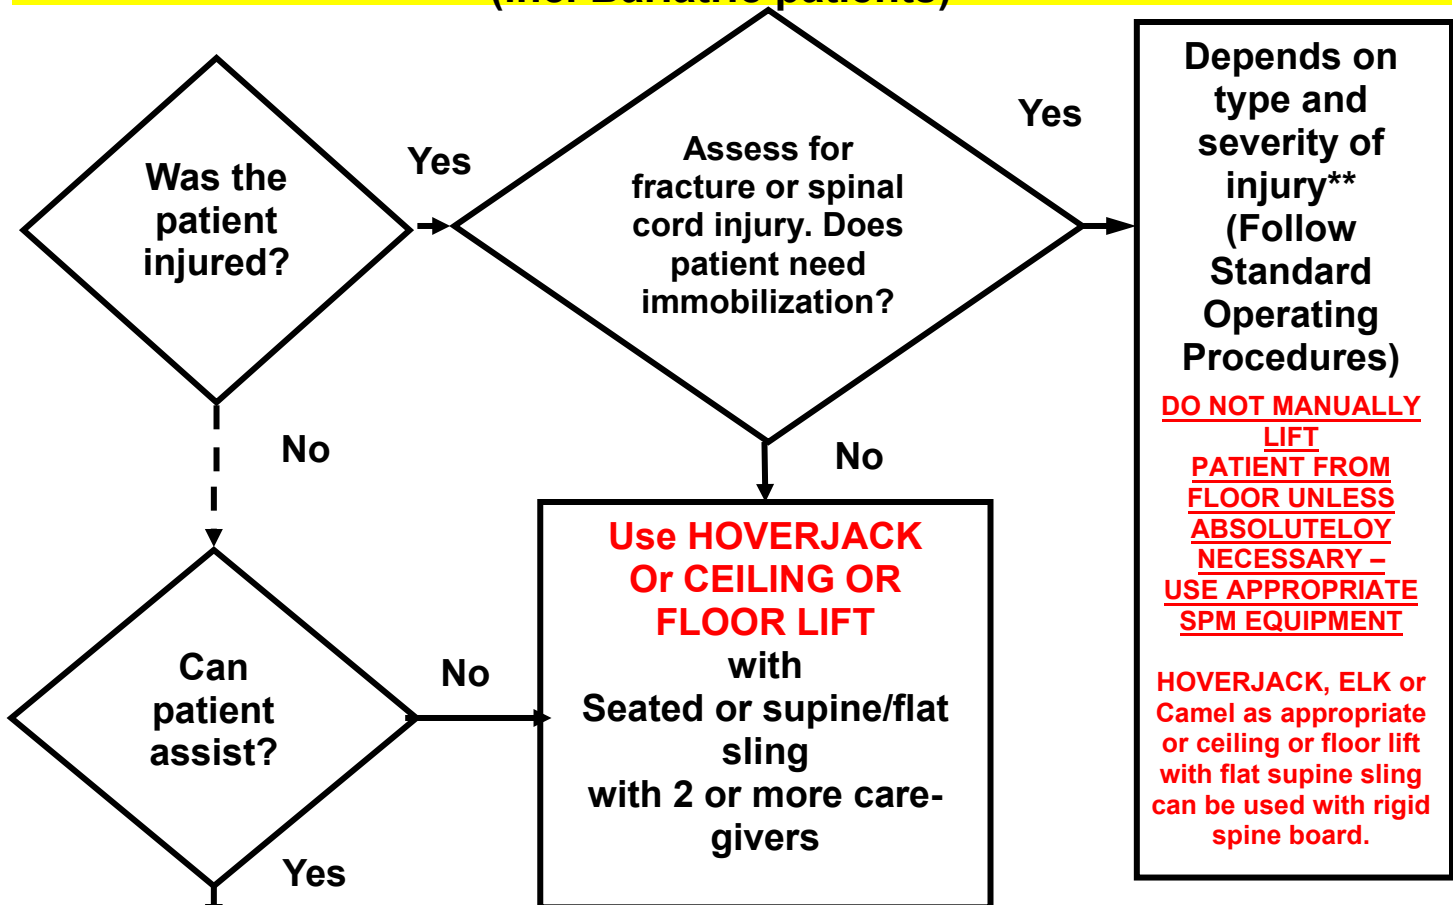 (incl Bariatric patients)
Was the
patient
injured?
Yes
Assess for
fracture or spinal
cord injury. Does
patient need
immobilization?
Yes
Depends on
type and
severity of
injury**
(Follow
Standard
Operating
Procedures)
DO NOT MANUALLY
LIFT
PATIENT FROM
FLOOR UNLESS
ABSOLUTELOY
NECESSARY –
USE APPROPRIATE
SPM EQUIPMENT
HOVERJACK, ELK or
Camel as appropriate
or ceiling or floor lift
with flat supine sling
can be used with rigid
spine board.
No
No
Use HOVERJACK
Or CEILING OR
FLOOR LIFT
with
Seated or supine/flat
sling
with 2 or more care-
givers
Can
patient
assist?
No
Yes